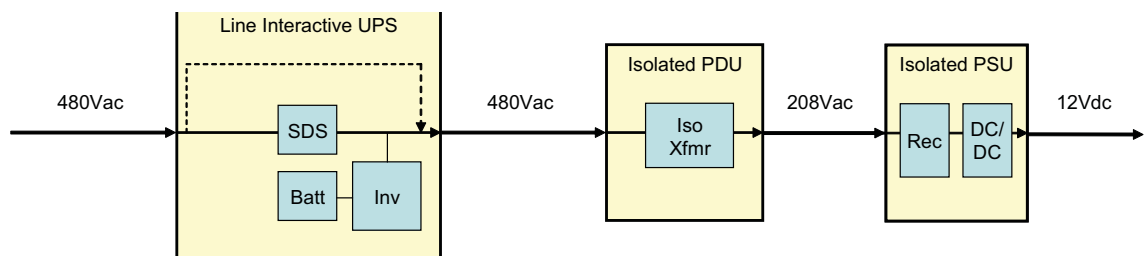 Line Interactive UPS
480Vac
SDS
Batt
Inv
480Vac
Isolated PDU
Iso
Xfmr
208Vac
Isolated PSU
Rec
DC/
DC
12Vdc